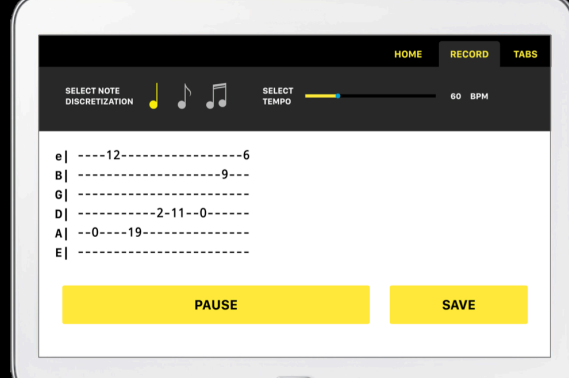 HOME RECORD TABS
SELECT NOTE
DISCRETIZATION
SELECT
TEMPO
60 BPM
e| ----12-----------------6
B| --------------------9---
G| ------------------------
D| -----------2-11--0------
A| --0----19---------------
E| ------------------------
PAUSE
SAVE